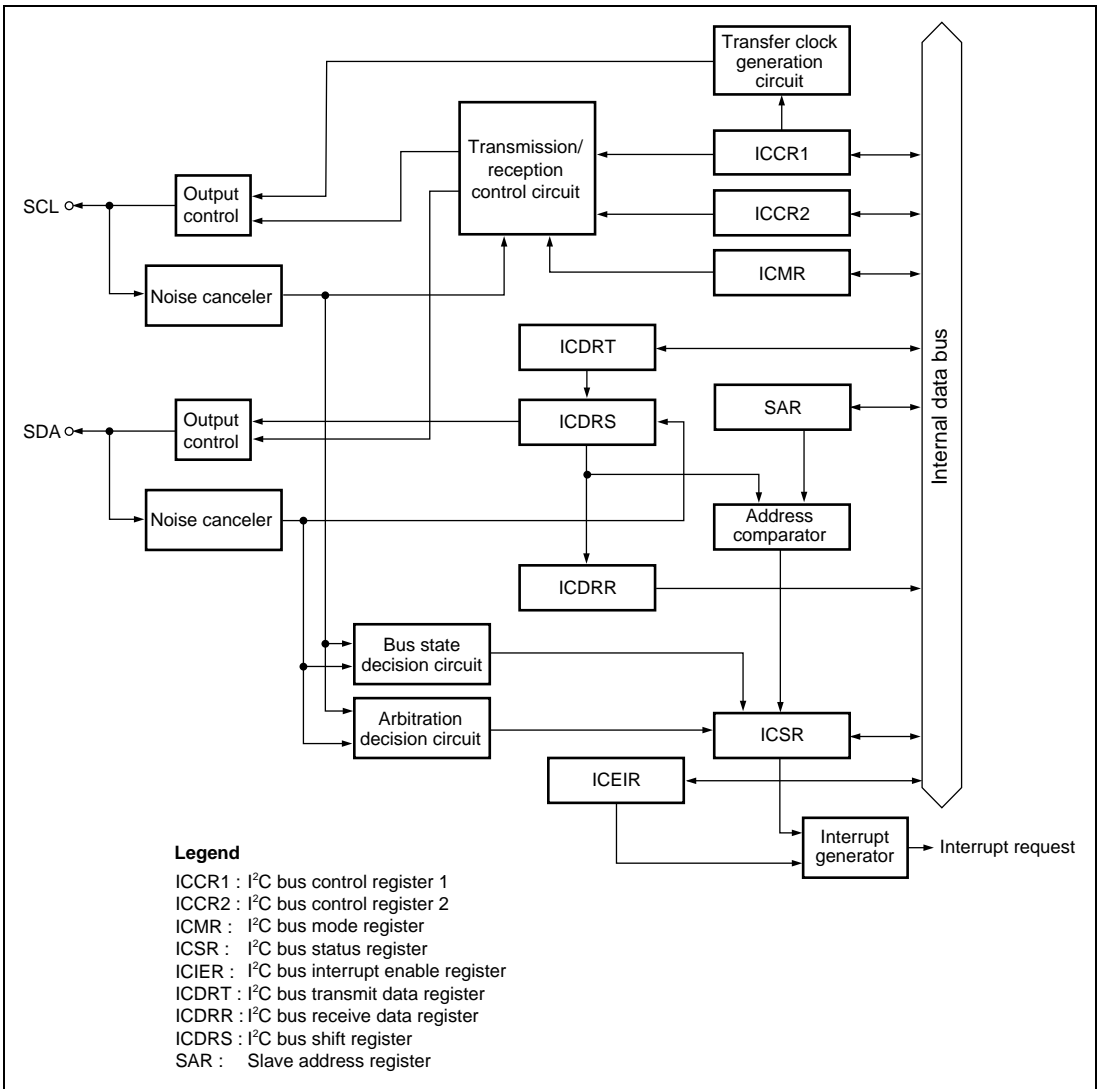 Transfer clock
generation
circuit
Transmission/
reception
control circuit
ICCR1
Output
control
SCL
ICCR2
ICMR
Noise canceler
ICDRT
Internal data bus
SAR
Output
control
SDA
ICDRS
Noise canceler
Address
comparator
ICDRR
Bus state
decision circuit
Arbitration
decision circuit
ICSR
ICEIR
Interrupt
generator
Interrupt request
Legend
ICCR1 : I²C bus control register 1
ICCR2 : I²C bus control register 2
ICMR : I²C bus mode register
ICSR : I²C bus status register
ICIER : I²C bus interrupt enable register
ICDRT : I²C bus transmit data register
ICDRR : I²C bus receive data register
ICDRS : I²C bus shift register
SAR : Slave address register